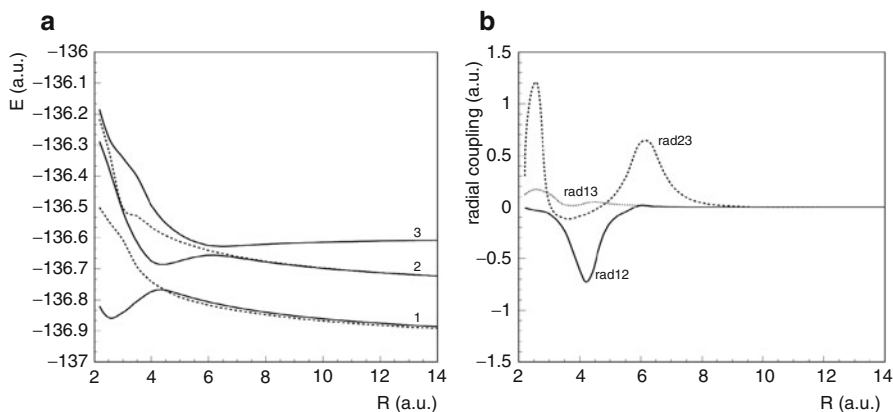 a
E (a.u.)
−136
−136.1
−136.2
−136.3
−136.4
−136.5
−136.6
−136.7
−136.8
−136.9
−137
3
2
1
2 4 6 8 10 12 14
R (a.u.)
b
radial coupling (a.u.)
1.5
1
0.5
0
−0.5
−1
−1.5
rad23
rad13
rad12
2 4 6 8 10 12 14
R (a.u.)